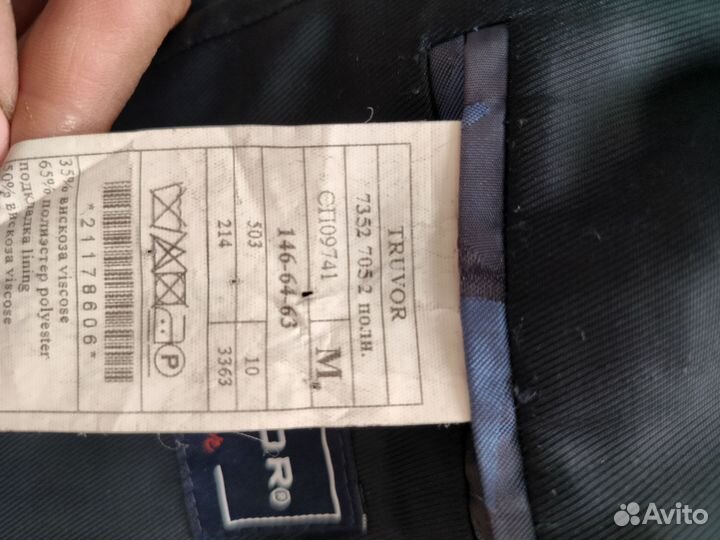 TRUVOR
7352 705 2 полн.
СП09741 М
146-64-63
503 10
214 3363
P
*21178606*
35% вискоза viscose
65% полиэстер polyester
подкладка lining
50% вискоза viscose
Avito